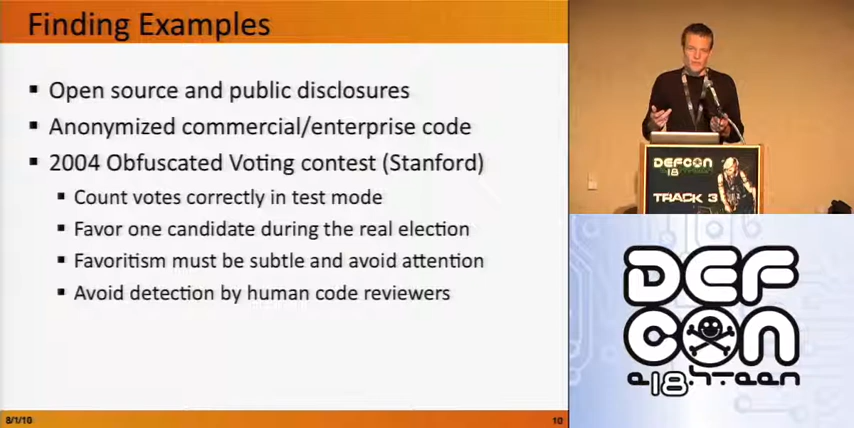 Finding Examples
▪ Open source and public disclosures
▪ Anonymized commercial/enterprise code
▪ 2004 Obfuscated Voting contest (Stanford)
▪ Count votes correctly in test mode
▪ Favor one candidate during the real election
▪ Favoritism must be subtle and avoid attention
▪ Avoid detection by human code reviewers
8/1/10
10
DEFCON
18
TRACK 3
DEF
CON
e18h-teen